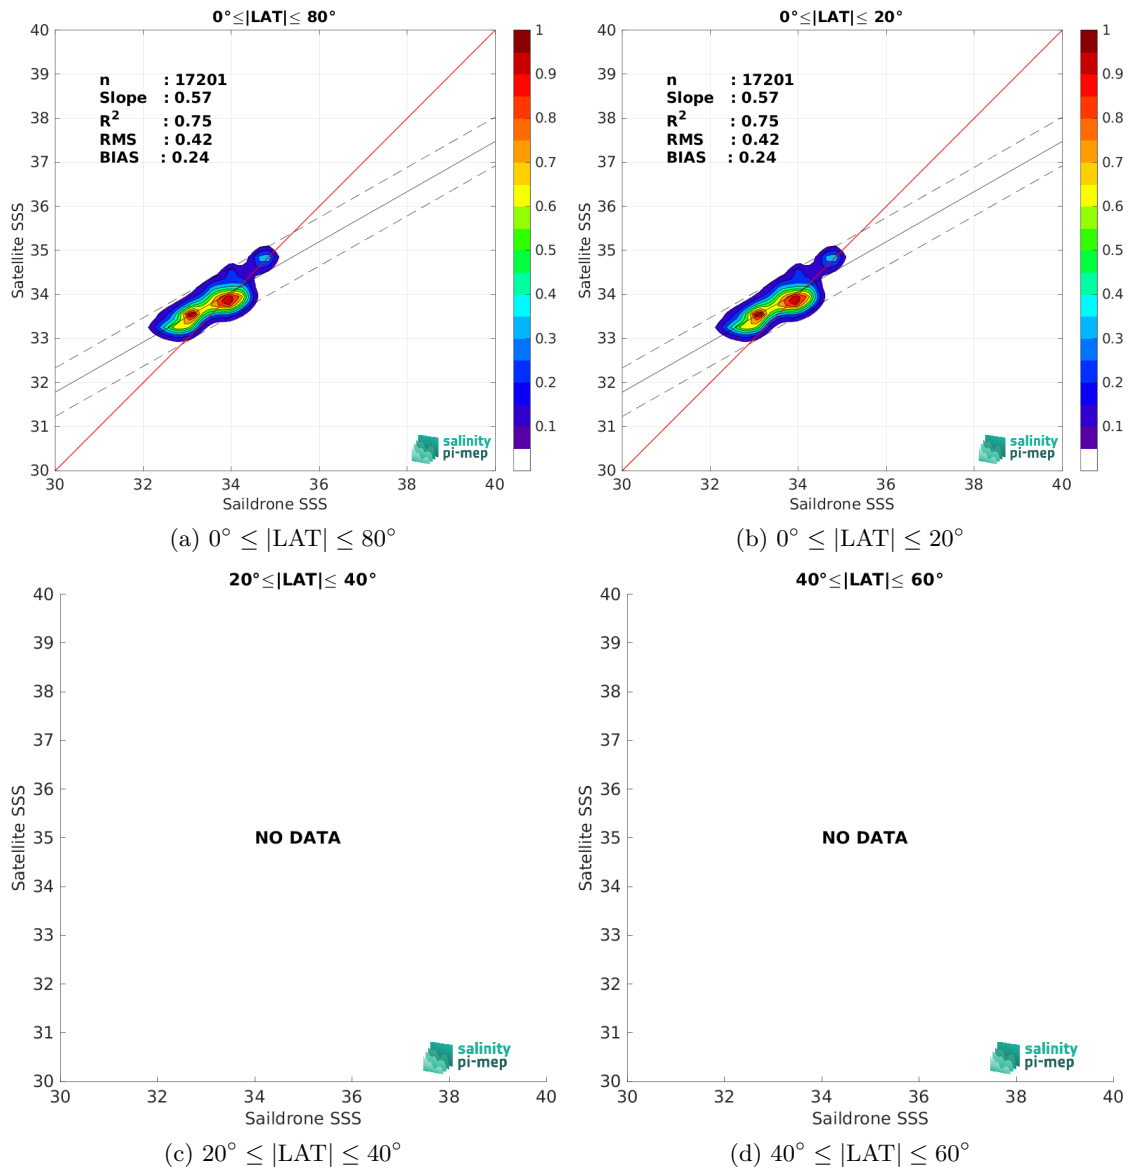 0°≤|LAT|≤ 80°
40
39
38
37
36
35
34
33
32
31
30
Satellite SSS
n : 17201
Slope : 0.57
R² : 0.75
RMS : 0.42
BIAS : 0.24
salinity
pi-mep
30 32 34 36 38 40
Saildrone SSS
1
0.9
0.8
0.7
0.6
0.5
0.4
0.3
0.2
0.1
(a) 0° ≤ |LAT| ≤ 80°
0°≤|LAT|≤ 20°
40
39
38
37
36
35
34
33
32
31
30
Satellite SSS
n : 17201
Slope : 0.57
R² : 0.75
RMS : 0.42
BIAS : 0.24
salinity
pi-mep
30 32 34 36 38 40
Saildrone SSS
1
0.9
0.8
0.7
0.6
0.5
0.4
0.3
0.2
0.1
(b) 0° ≤ |LAT| ≤ 20°
20°≤|LAT|≤ 40°
40
39
38
37
36
35
34
33
32
31
30
Satellite SSS
NO DATA
salinity
pi-mep
30 32 34 36 38 40
Saildrone SSS
(c) 20° ≤ |LAT| ≤ 40°
40°≤|LAT|≤ 60°
40
39
38
37
36
35
34
33
32
31
30
Satellite SSS
NO DATA
salinity
pi-mep
30 32 34 36 38 40
Saildrone SSS
(d) 40° ≤ |LAT| ≤ 60°